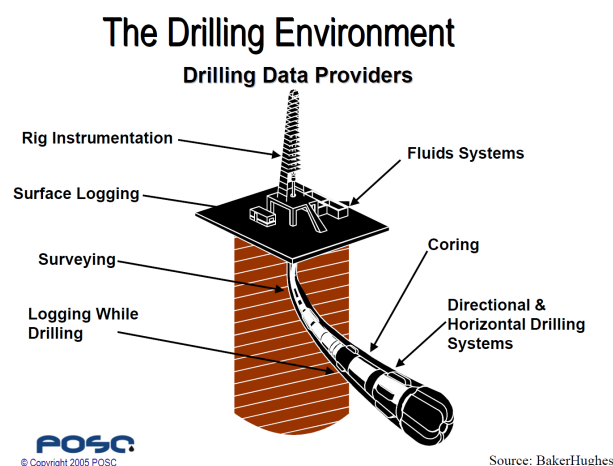 The Drilling Environment
Drilling Data Providers
Rig Instrumentation
Fluids Systems
Surface Logging
Coring
Surveying
Directional &
Horizontal Drilling
Systems
Logging While
Drilling
POSC
© Copyright 2005 POSC
Source: BakerHughes